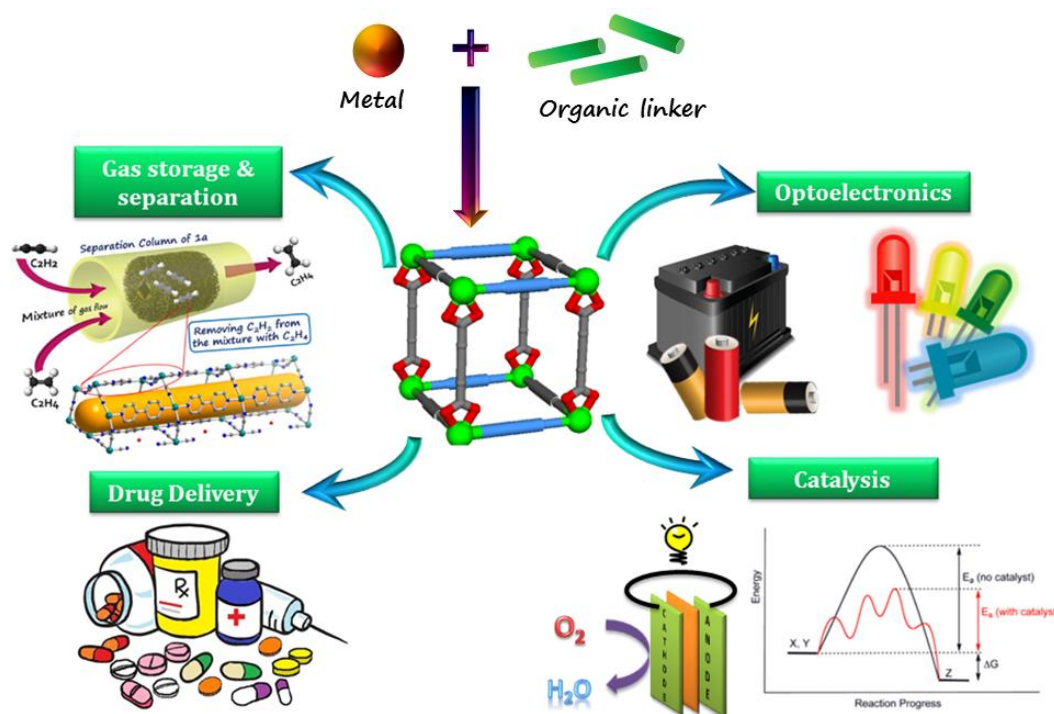 Metal
Organic linker
Gas storage &
separation
Optoelectronics
Separation Column of 1a
C2H2
C2H4
Mixture of gas flow
Removing C₂H₂ from
the mixture with C₂H₄
C2H4
Drug Delivery
Catalysis
Rx
O₂
H₂O
CATHODE
ANODE
Energy
Eₐ (no catalyst)
Eₐ (with catalys
X, Y
ΔG
Z
Reaction Progress